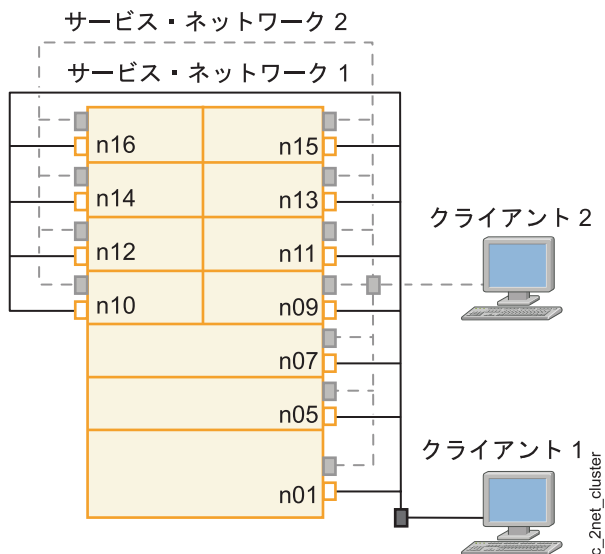 サービス・ネットワーク 2
サービス・ネットワーク 1
n16
n15
n14
n13
n12
n11
n10
n09
n07
n05
n01
クライアント 2
クライアント 1
c_2net_cluster